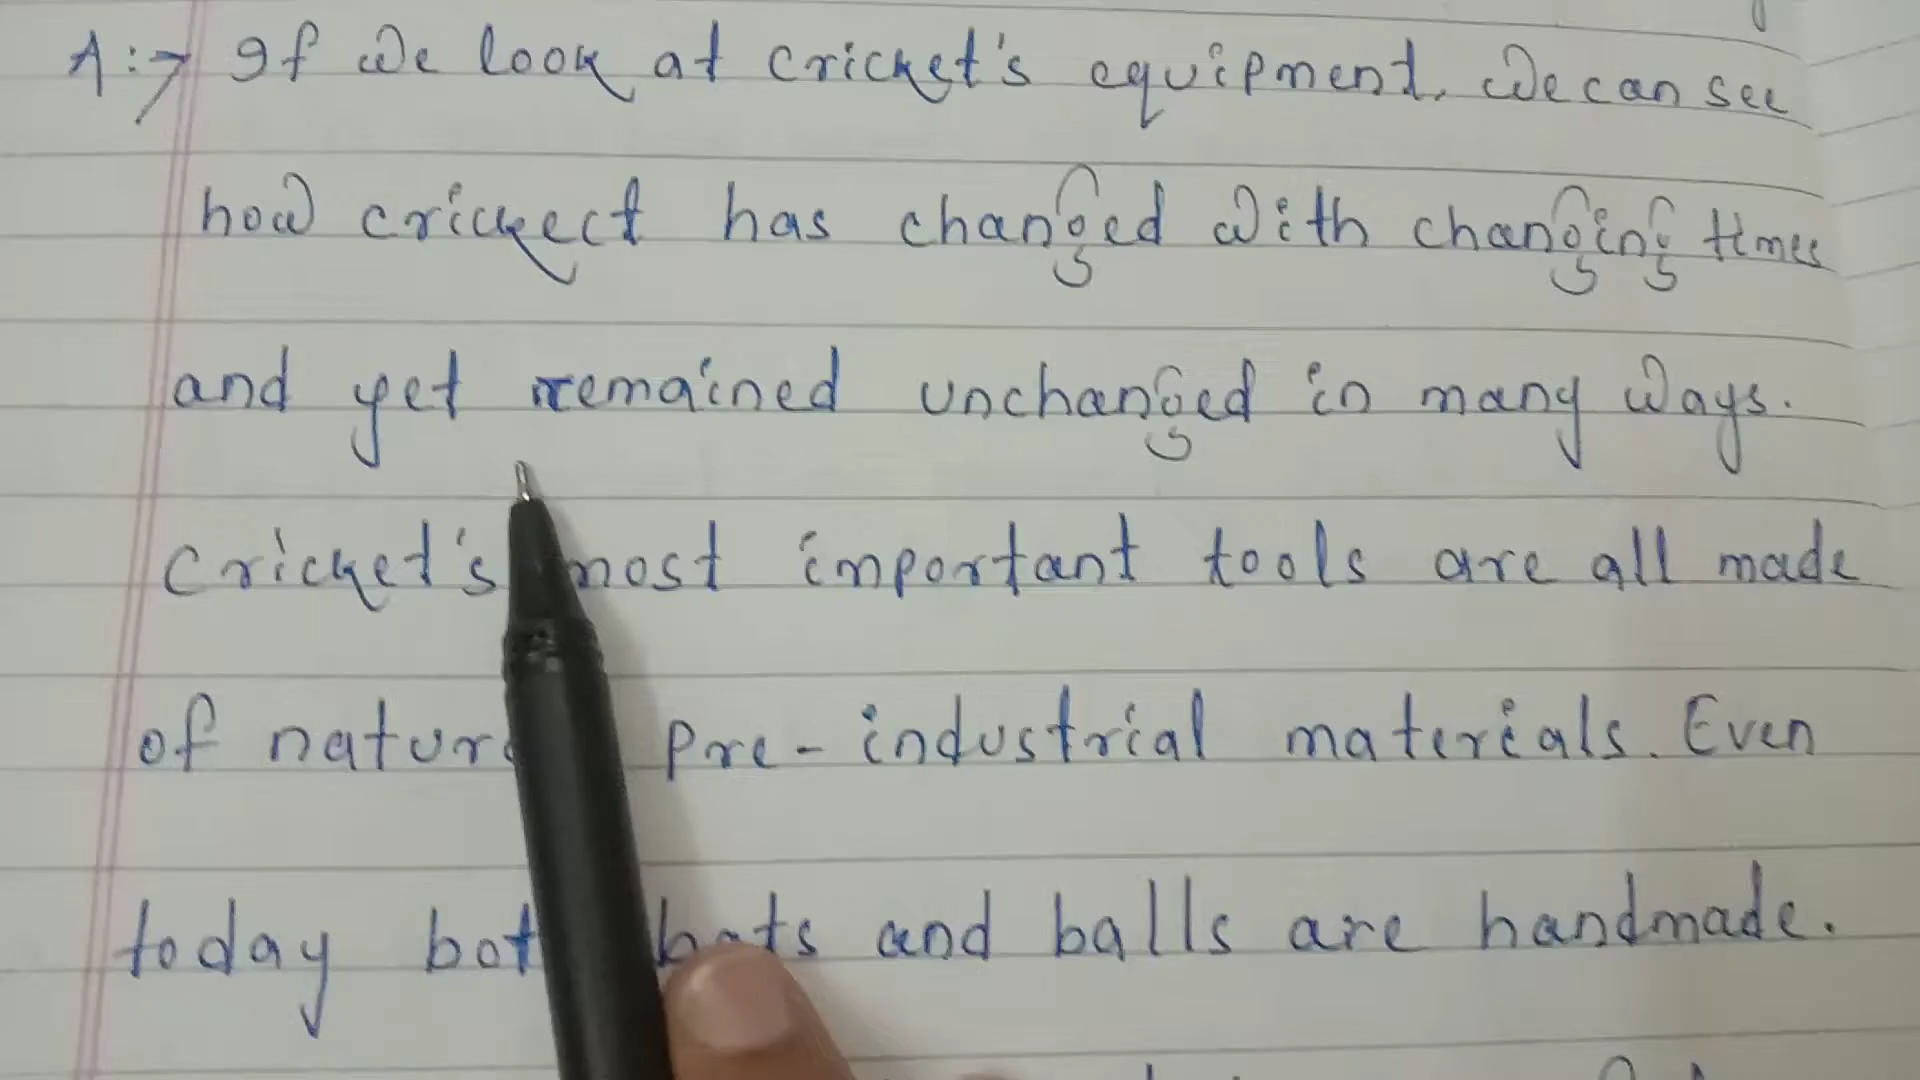 A:→ If we look at cricket's equipment, we can see
how crickect has changed with changing times
and yet remained unchanged in many ways.
cricket's most important tools are all made
of natur pre-industrial materials. Even
today bot bats and balls are handmade.